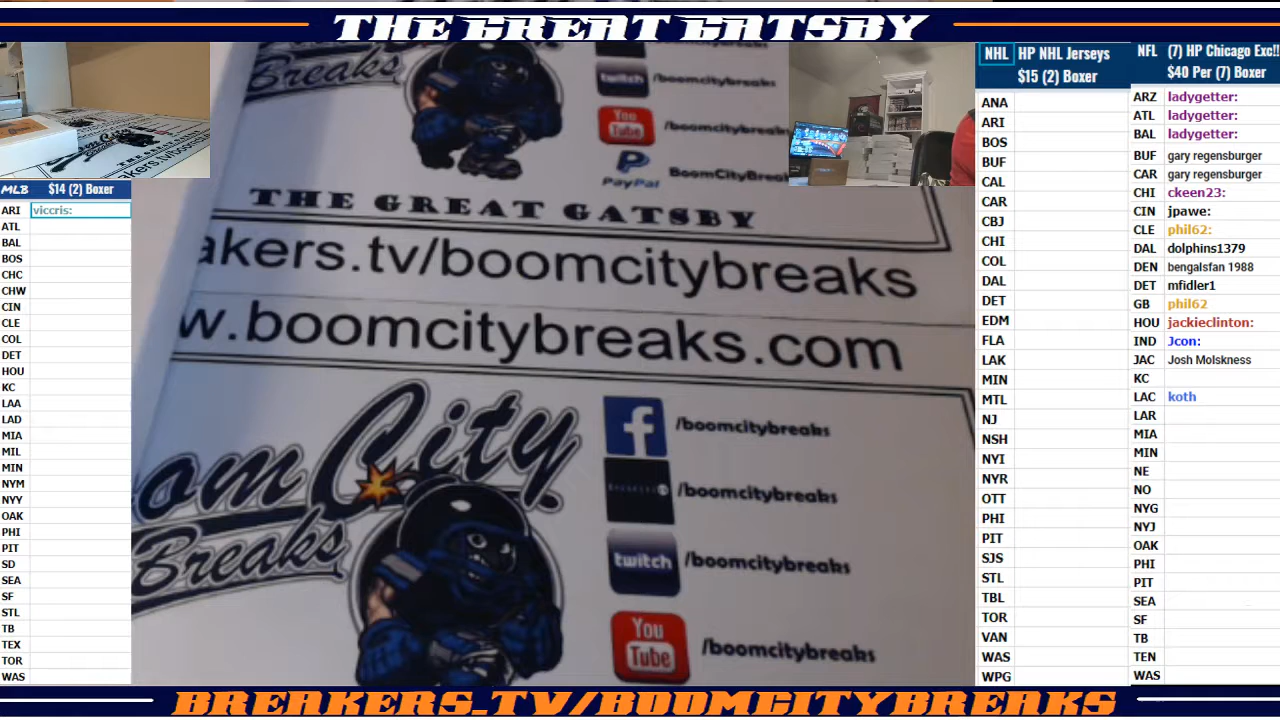 THE GREAT GATSBY
Breaks
twitch /boomcitybreaks
You Tube /boomcitybreak
PayPal BoomCityBrea
THE GREAT GATSBY
akers.tv/boomcitybreaks
w.boomcitybreaks.com
om City
Breaks
f /boomcitybreaks
/boomcitybreaks
twitch /boomcitybreaks
You Tube /boomcitybreaks
MLB $14 (2) Boxer
ARI viccris:
ATL
BAL
BOS
CHC
CHW
CIN
CLE
COL
DET
HOU
KC
LAA
LAD
MIA
MIL
MIN
NYM
NYY
OAK
PHI
PIT
SD
SEA
SF
STL
TB
TEX
TOR
WAS
NHL HP NHL Jerseys
$15 (2) Boxer
ANA
ARI
BOS
BUF
CAL
CAR
CBJ
CHI
COL
DAL
DET
EDM
FLA
LAK
MIN
MTL
NJ
NSH
NYI
NYR
OTT
PHI
PIT
SJS
STL
TBL
TOR
VAN
WAS
WPG
NFL (7) HP Chicago Exc!!
$40 Per (7) Boxer
ARZ ladygetter:
ATL ladygetter:
BAL ladygetter:
BUF gary regensburger
CAR gary regensburger
CHI ckeen23:
CIN jpawe:
CLE phil62:
DAL dolphins1379
DEN bengalsfan 1988
DET mfidler1
GB phil62
HOU jackieclinton:
IND Jcon:
JAC Josh Molskness
KC
LAC koth
LAR
MIA
MIN
NE
NO
NYG
NYJ
OAK
PHI
PIT
SEA
SF
TB
TEN
WAS
BREAKERS.TV/BOOMCITYBREAKS